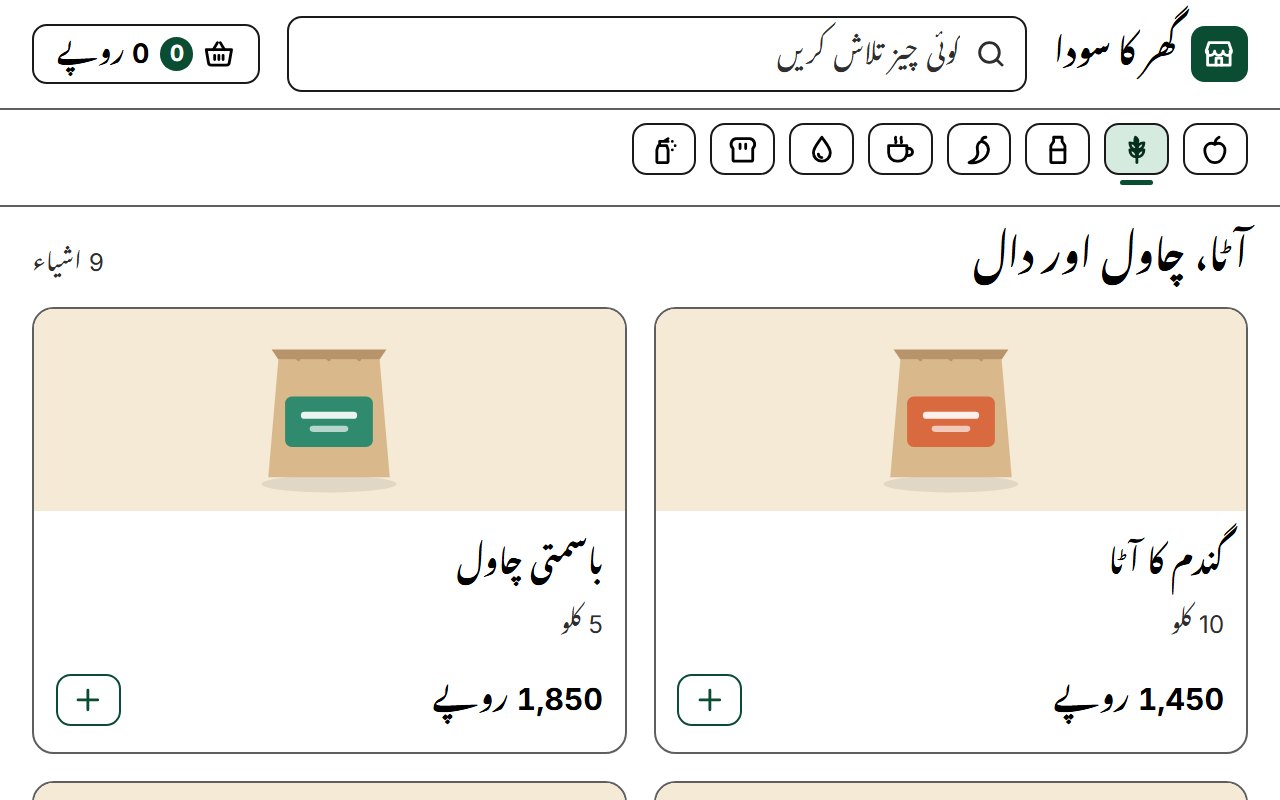 گھر کا سودا
کوئی چیز تلاش کریں
0 0 روپے
آٹا، چاول اور دال
9 اشیاء
گندم کا آٹا
10 کلو
1,450 روپے
باسمتی چاول
5 کلو
1,850 روپے